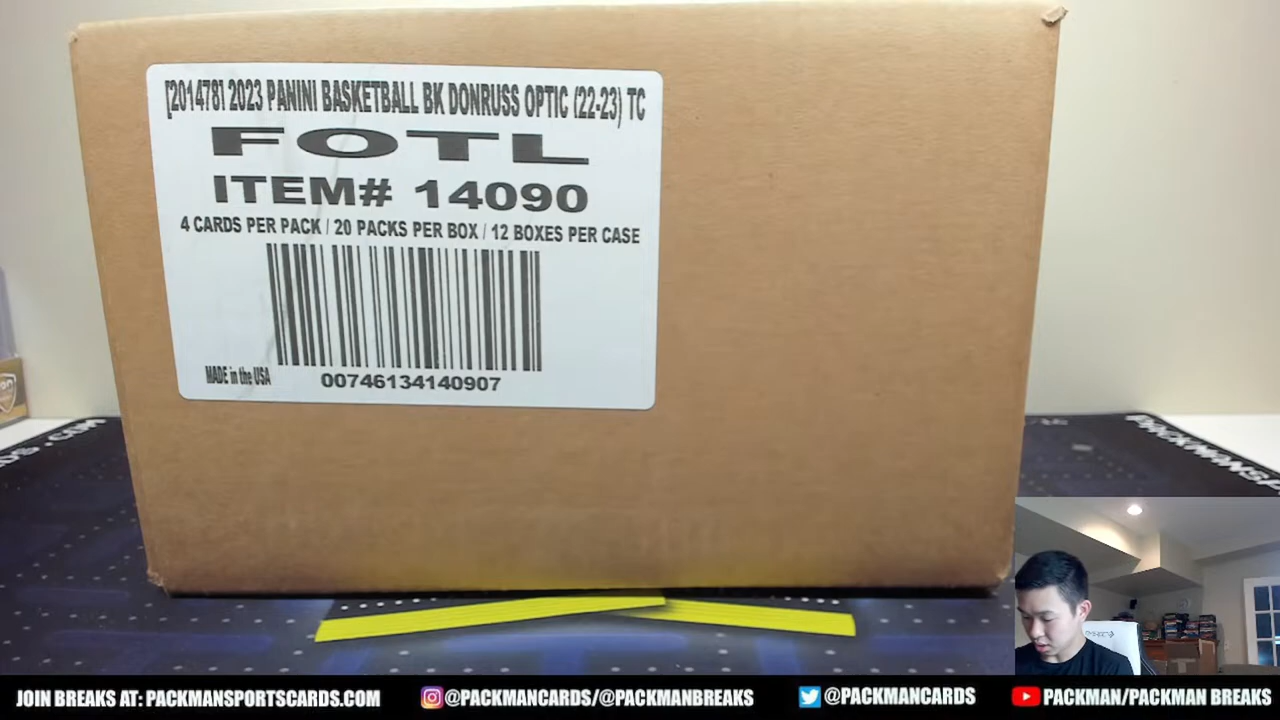 [201478] 2023 PANINI BASKETBALL BK DONRUSS OPTIC (22-23) TC
FOTL
ITEM# 14090
4 CARDS PER PACK / 20 PACKS PER BOX / 12 BOXES PER CASE
MADE in the USA
00746134140907
JOIN BREAKS AT: PACKMANSPORTSCARDS.COM
@PACKMANCARDS/@PACKMANBREAKS
@PACKMANCARDS
PACKMAN/PACKMAN BREAKS